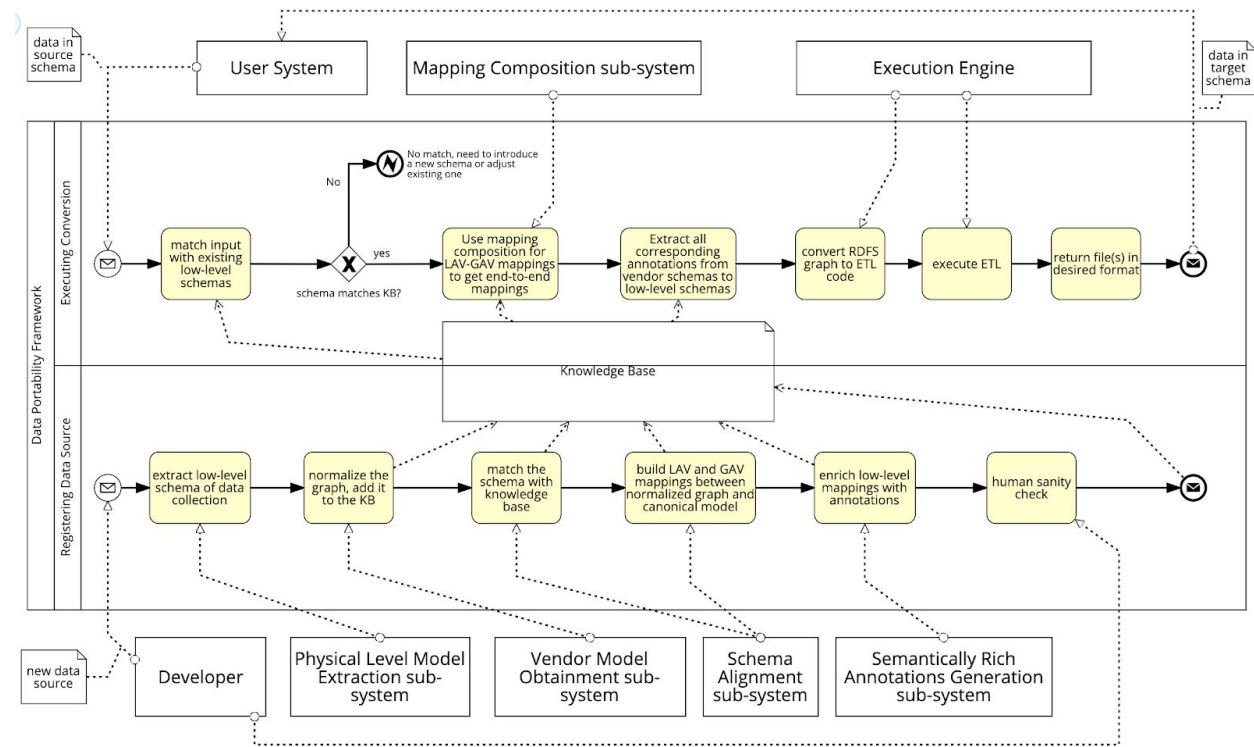 data in
source
schema
User System
Mapping Composition sub-system
Execution Engine
data in
target
schema
Data Portability Framework
Executing Conversion
No match, need to introduce
a new schema or adjust
existing one
No
match input
with existing
low-level
schemas
X
yes
schema matches KB?
Use mapping
composition for
LAV-GAV mappings
to get end-to-end
mappings
Extract all
corresponding
annotations from
vendor schemas to
low-level schemas
convert RDFS
graph to ETL
code
execute ETL
return file(s) in
desired format
Knowledge Base
Registering Data Source
extract low-level
schema of data
collection
normalize the
graph, add it
to the KB
match the
schema with
knowledge
base
build LAV and GAV
mappings between
normalized graph and
canonical model
enrich low-level
mappings with
annotations
human sanity
check
new data
source
Developer
Physical Level Model
Extraction sub-
system
Vendor Model
Obtainment sub-
system
Schema
Alignment
sub-system
Semantically Rich
Annotations Generation
sub-system